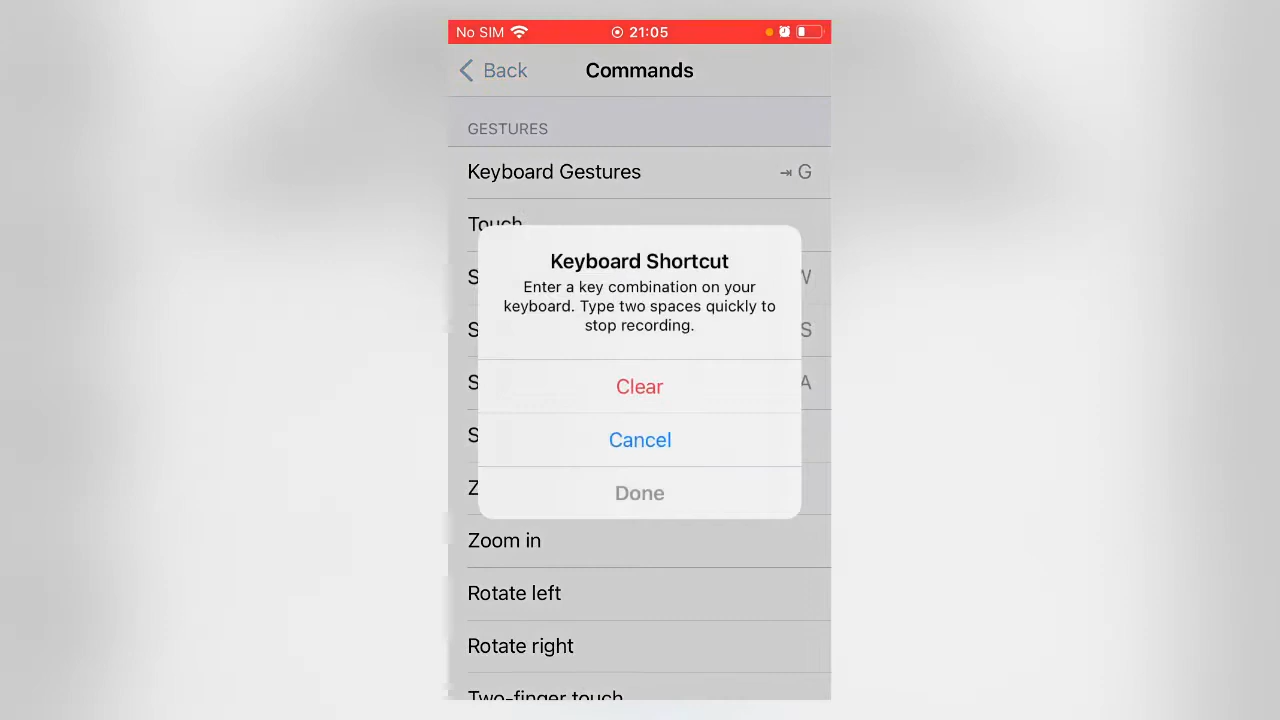 No SIM 21:05
Back Commands
GESTURES
Keyboard Gestures ⇥ G
Touch
S W
S S
S A
S
Z
Keyboard Shortcut
Enter a key combination on your
keyboard. Type two spaces quickly to
stop recording.
Clear
Cancel
Done
Zoom in
Rotate left
Rotate right
Two-finger touch